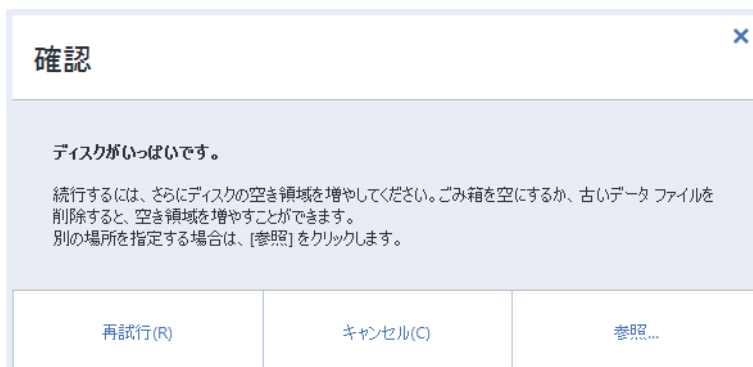 確認
×
ディスクがいっぱいです。
続行するには、さらにディスクの空き領域を増やしてください。ごみ箱を空にするか、古いデータ ファイルを
削除すると、空き領域を増やすことができます。
別の場所を指定する場合は、[参照] をクリックします。
再試行(R)
キャンセル(C)
参照...